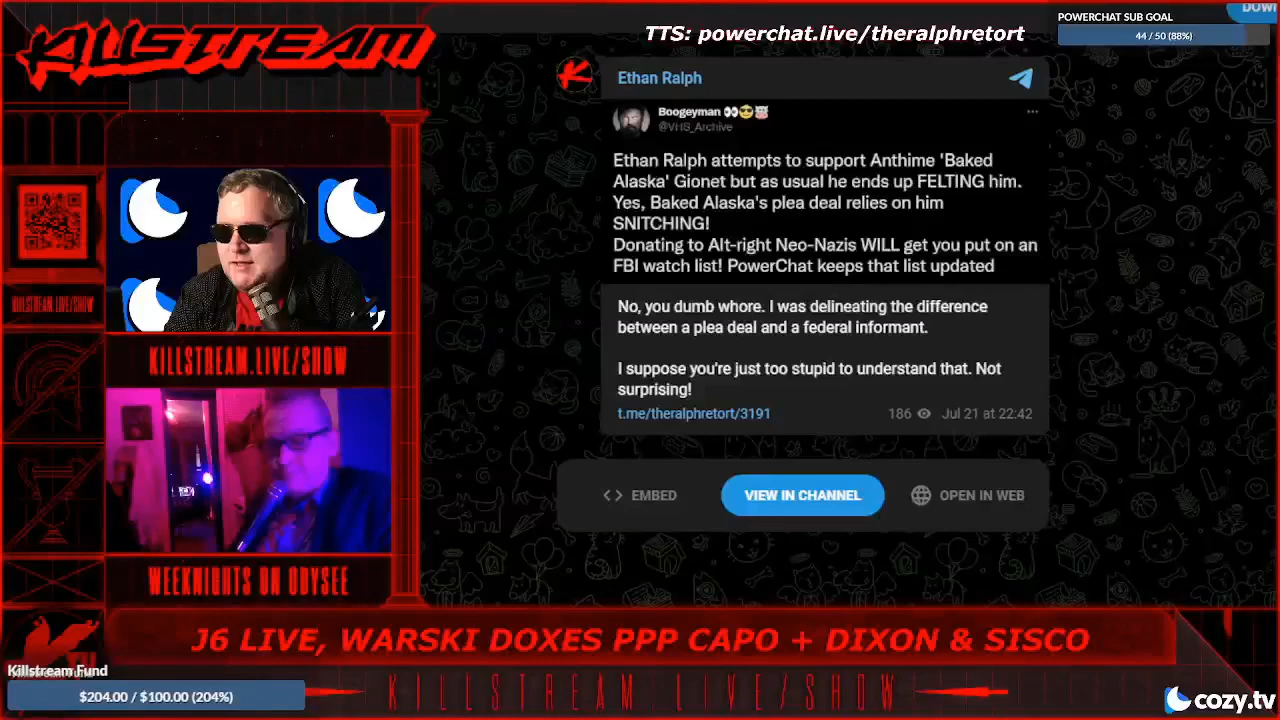 KILLSTREAM
TTS: powerchat.live/theralphretort
POWERCHAT SUB GOAL
44 / 50 (88%)
Ethan Ralph
Boogeyman 👀😎🐮
@VHS_Archive
Ethan Ralph attempts to support Anthime 'Baked
Alaska' Gionet but as usual he ends up FELTING him.
Yes, Baked Alaska's plea deal relies on him
SNITCHING!
Donating to Alt-right Neo-Nazis WILL get you put on an
FBI watch list! PowerChat keeps that list updated
No, you dumb whore. I was delineating the difference
between a plea deal and a federal informant.
I suppose you're just too stupid to understand that. Not
surprising!
t.me/theralphretort/3191
186 Jul 21 at 22:42
<> EMBED
VIEW IN CHANNEL
OPEN IN WEB
KILLSTREAM.LIVE/SHOW
KILLSTREAM.LIVE/SHOW
WEEKNIGHTS ON ODYSEE
J6 LIVE, WARSKI DOXES PPP CAPO + DIXON & SISCO
Killstream Fund
$204.00 / $100.00 (204%)
KILLSTREAM.LIVE/SHOW
cozy.tv